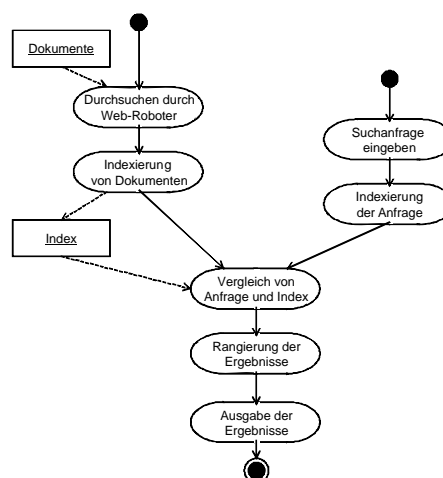 Dokumente
Durchsuchen durch
Web-Roboter
Suchanfrage
eingeben
Indexierung
von Dokumenten
Indexierung
der Anfrage
Index
Vergleich von
Anfrage und Index
Rangierung der
Ergebnisse
Ausgabe der
Ergebnisse